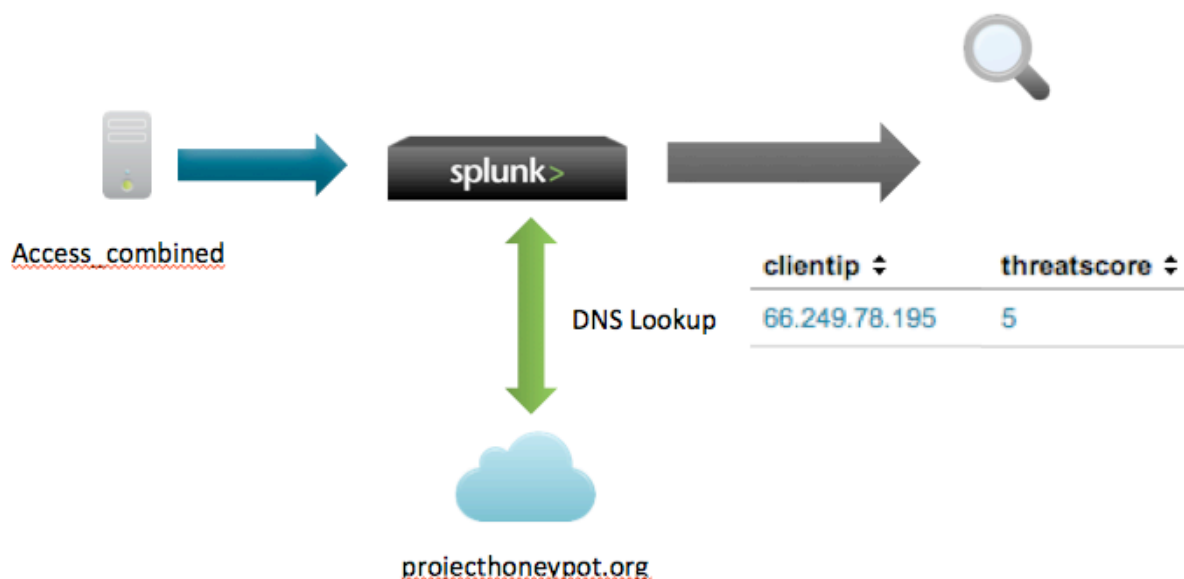 splunk>
Access_combined
DNS Lookup
clientip threatscore
66.249.78.195 5
projecthoneypot.org